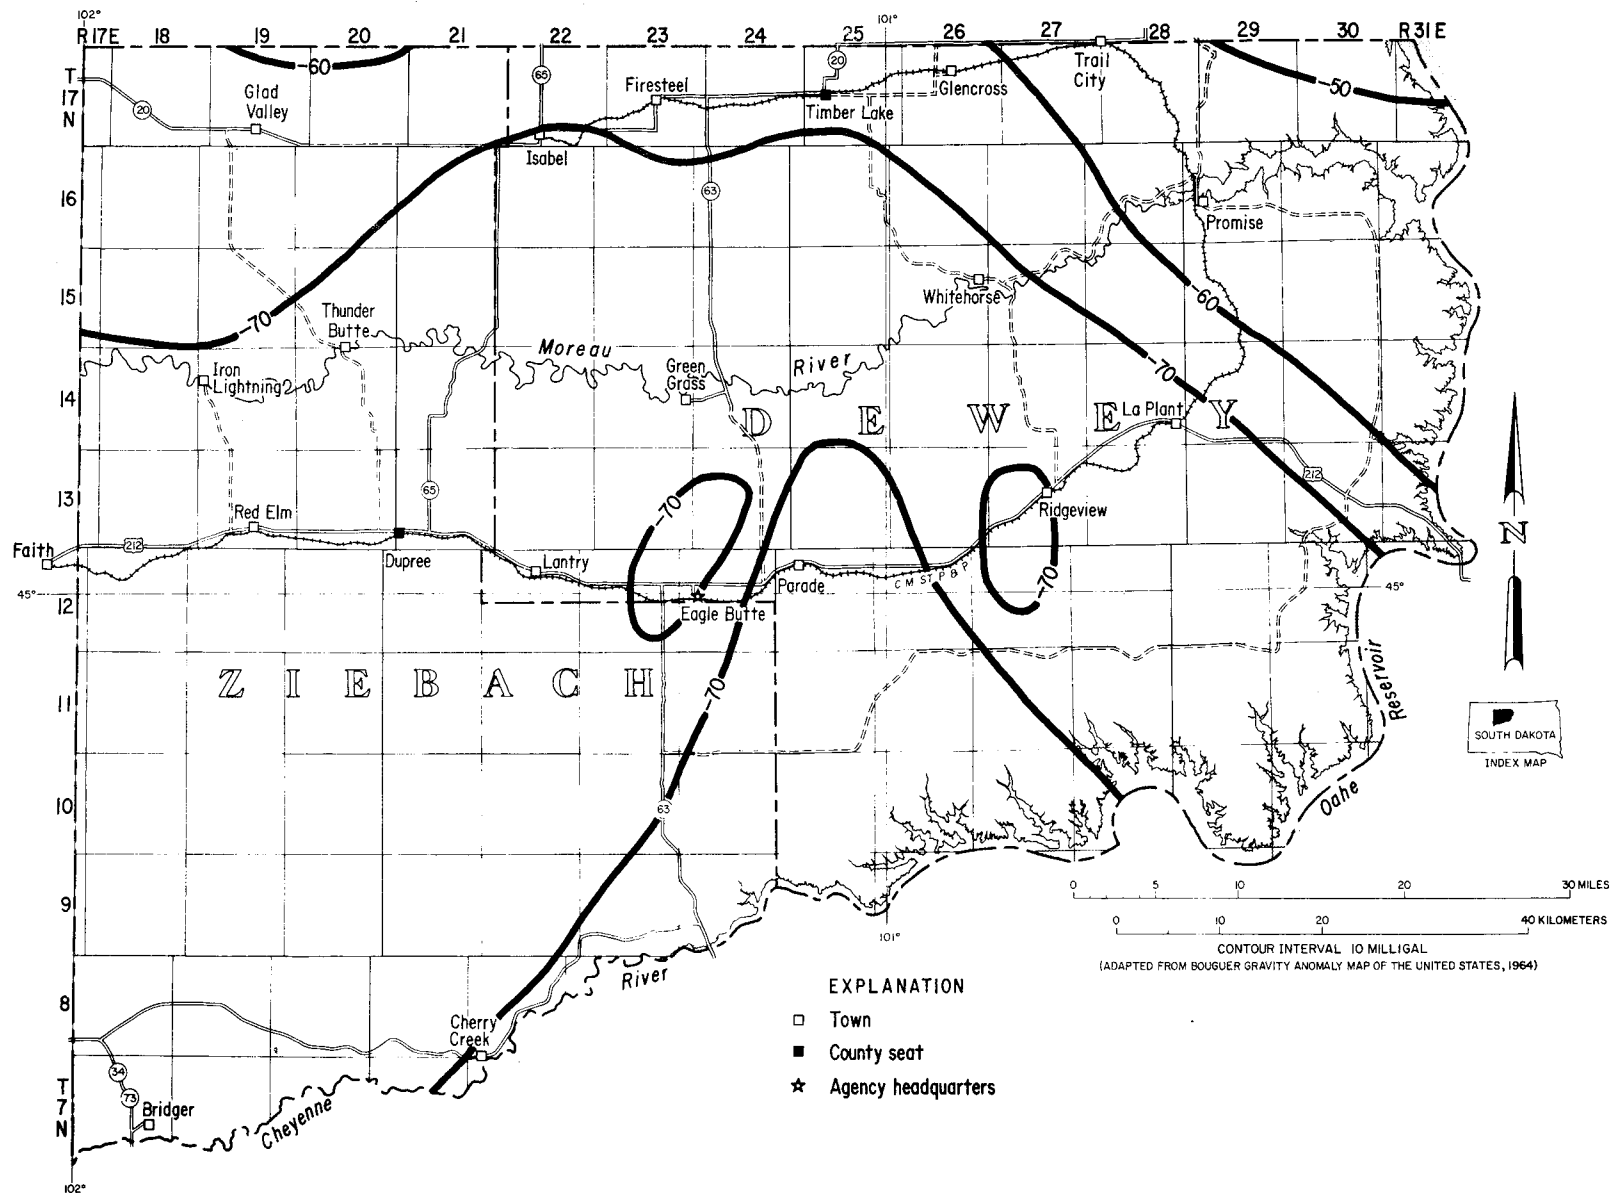 102°
101°
R 17 E 18 19 20 21 22 23 24 25 26 27 28 29 30 R 31 E
T
17
N
16
15
14
13
12
11
10
9
8
T
7
N
-60
-50
20
65
20
Glad
Valley
Firesteel
Timber Lake
Glencross
Trail
City
Isabel
63
Promise
Whitehorse
-60
-70
Thunder
Butte
Moreau River
Iron
Lightning
Green
Grass
-70
La Plant
D E W E Y
65
-70
212
Red Elm
Ridgeview
Faith
212
Dupree
Lantry
Parade
C M ST P & P
-70
45°
45°
Eagle Butte
Z I E B A C H
-70
Oahe Reservoir
N
SOUTH DAKOTA
INDEX MAP
63
River
Cherry
Creek
34
73
Bridger
Cheyenne
102°
101°
0 5 10 20 30 MILES
0 10 20 40 KILOMETERS
CONTOUR INTERVAL 10 MILLIGAL
(ADAPTED FROM BOUGUER GRAVITY ANOMALY MAP OF THE UNITED STATES, 1964)
EXPLANATION
Town
County seat
Agency headquarters